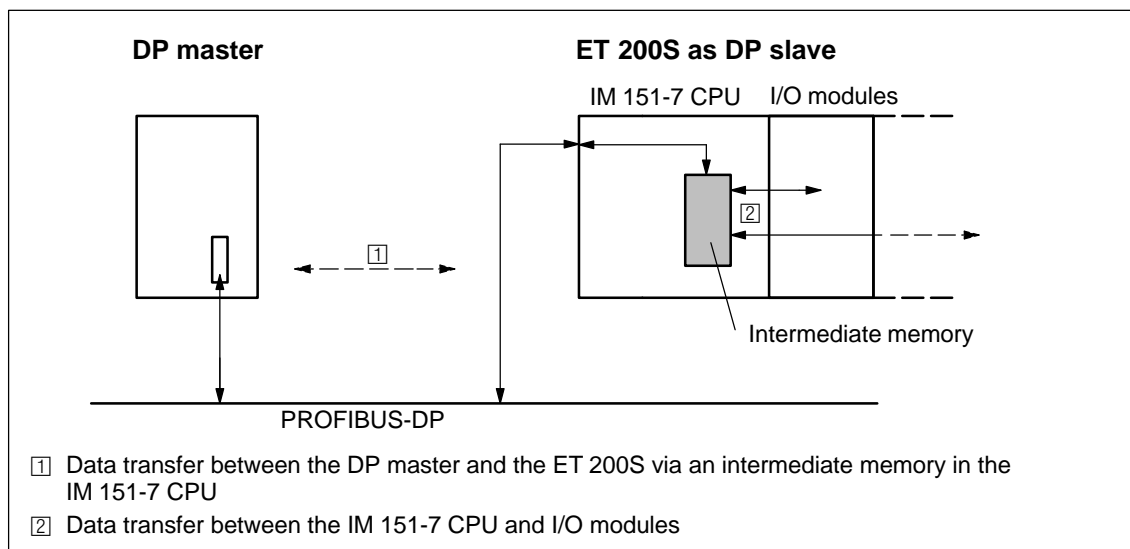 DP master
ET 200S as DP slave
IM 151-7 CPU
I/O modules
1
2
Intermediate memory
PROFIBUS-DP
1 Data transfer between the DP master and the ET 200S via an intermediate memory in the
IM 151-7 CPU
2 Data transfer between the IM 151-7 CPU and I/O modules